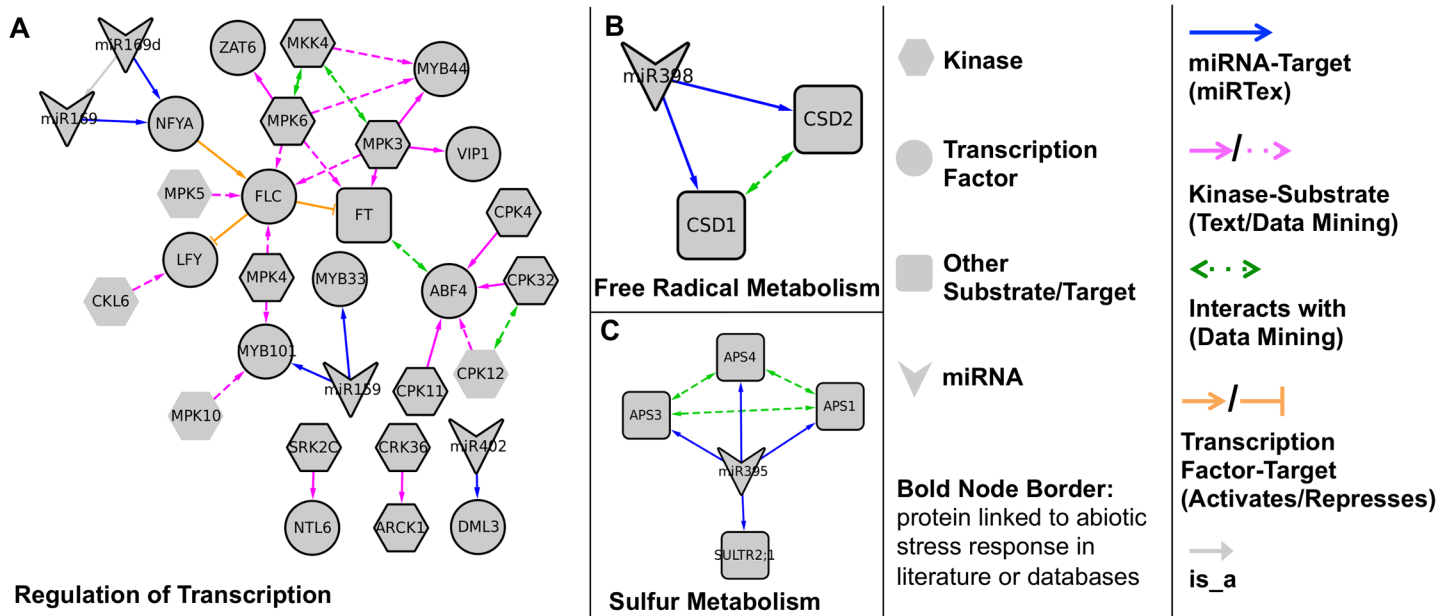 A
miR169d
ZAT6
MKK4
MYB44
miR169
NFYA
MPK6
MPK3
VIP1
MPK5
FLC
FT
CPK4
LFY
MPK4
MYB33
ABF4
CPK32
CKL6
MYB101
miR159
CPK11
CPK12
MPK10
SRK2C
CRK36
miR402
NTL6
ARCK1
DML3
Regulation of Transcription
B
miR398
CSD2
CSD1
Free Radical Metabolism
C
APS4
APS3
APS1
miR395
SULTR2;1
Sulfur Metabolism
Kinase
Transcription
Factor
Other
Substrate/Target
miRNA
Bold Node Border:
protein linked to abiotic
stress response in
literature or databases
miRNA-Target
(miRTex)
/
Kinase-Substrate
(Text/Data Mining)
Interacts with
(Data Mining)
/
Transcription
Factor-Target
(Activates/Represses)
is_a